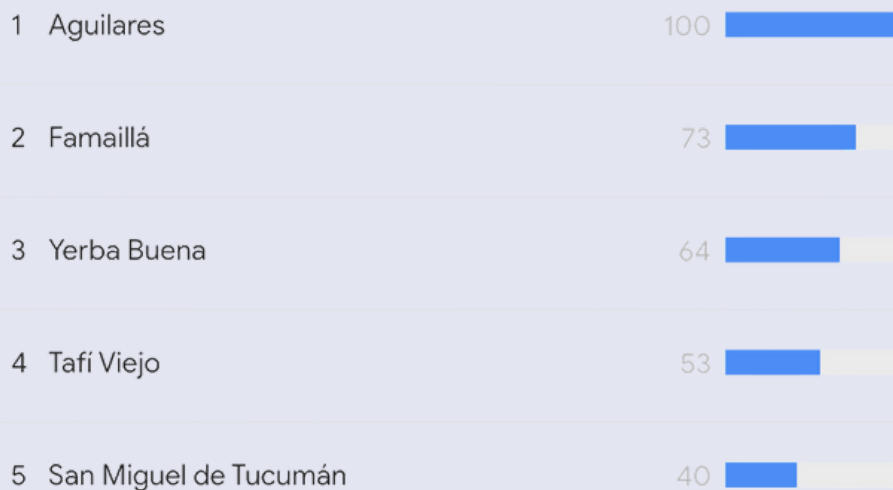 1 Aguilares 100
2 Famaillá 73
3 Yerba Buena 64
4 Tafí Viejo 53
5 San Miguel de Tucumán 40